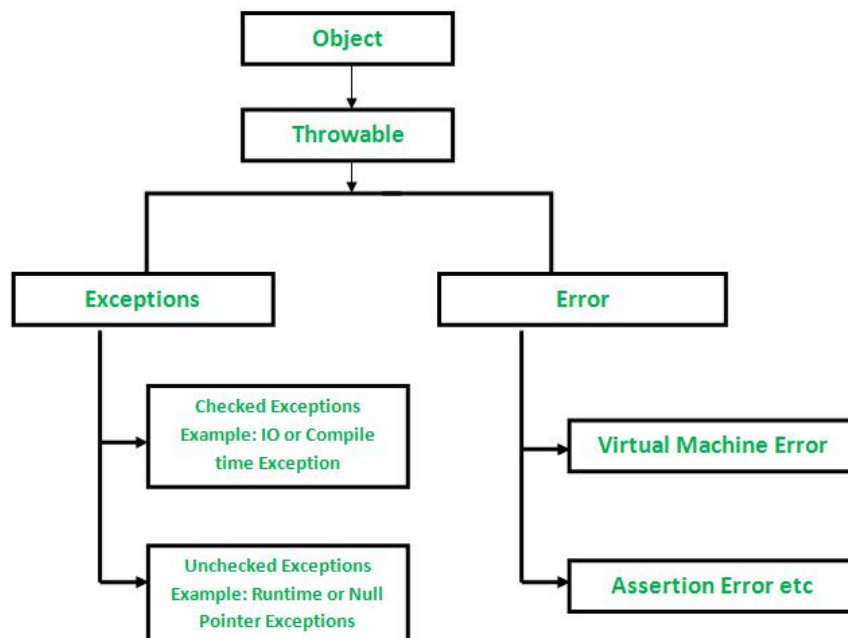 Object
Throwable
Exceptions
Error
Checked Exceptions
Example: IO or Compile
time Exception
Virtual Machine Error
Unchecked Exceptions
Example: Runtime or Null
Pointer Exceptions
Assertion Error etc